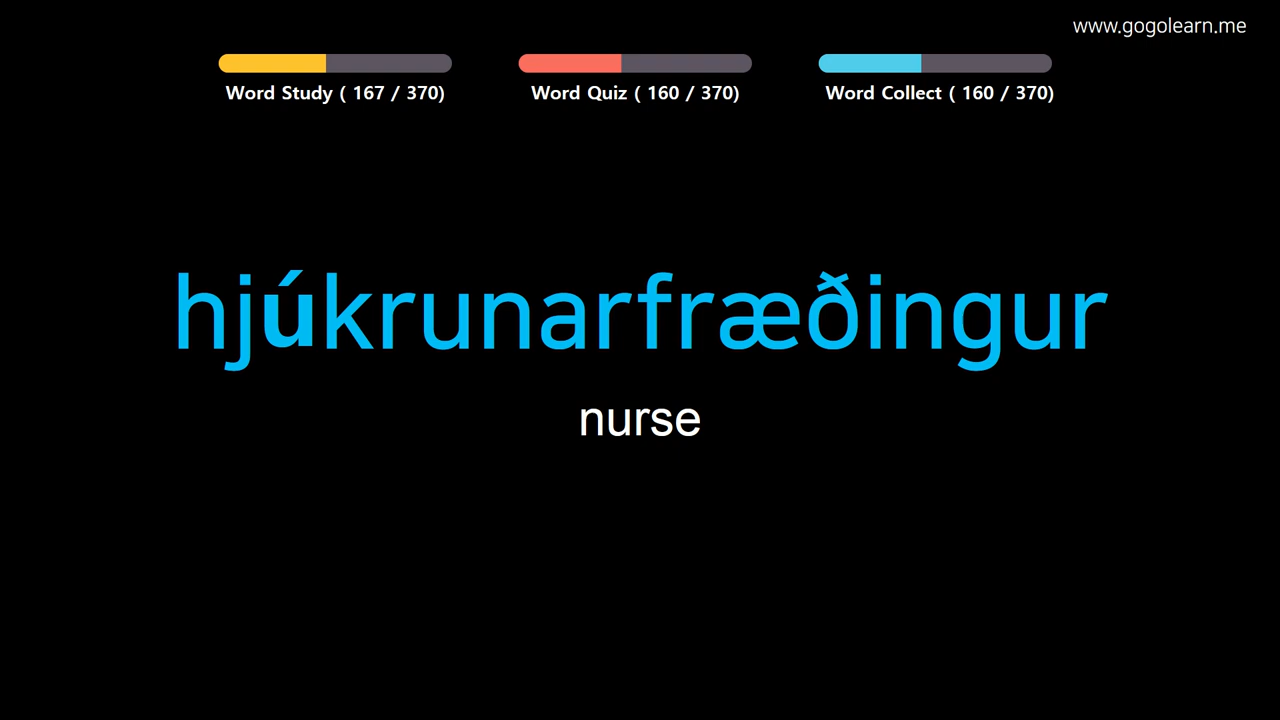 www.gogolearn.me
Word Study ( 167 / 370)
Word Quiz ( 160 / 370)
Word Collect ( 160 / 370)
hjúkrunarfræðingur
nurse